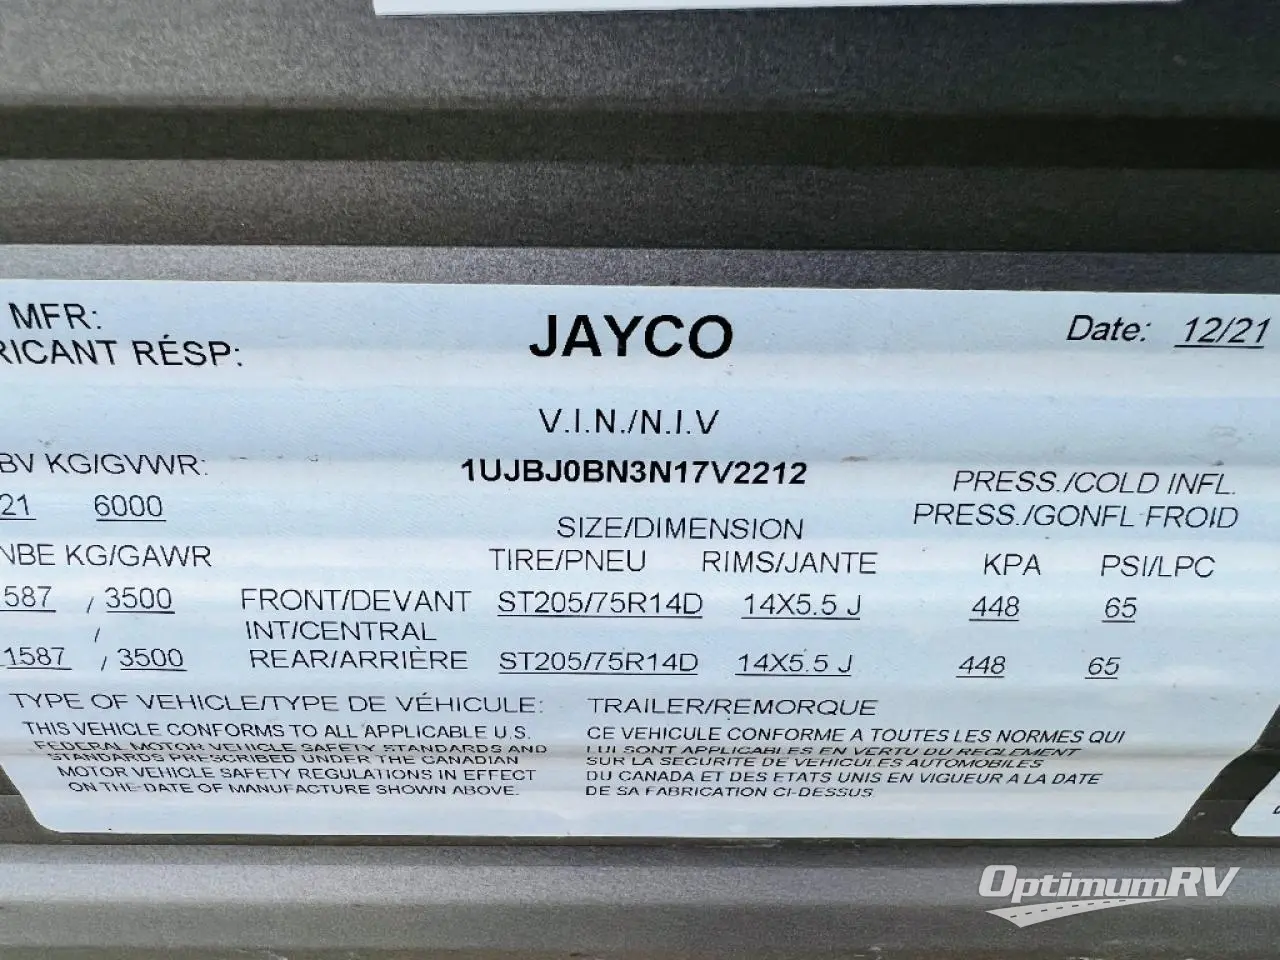 MFR: JAYCO Date: 12/21
RICANT RÉSP:
V.I.N./N.I.V
BV KG/GVWR: 1UJBJ0BN3N17V2212 PRESS./COLD INFL.
21 6000 SIZE/DIMENSION PRESS./GONFL FROID
NBE KG/GAWR TIRE/PNEU RIMS/JANTE KPA PSI/LPC
587 / 3500 FRONT/DEVANT ST205/75R14D 14X5.5 J 448 65
/ INT/CENTRAL
1587 / 3500 REAR/ARRIÈRE ST205/75R14D 14X5.5 J 448 65
TYPE OF VEHICLE/TYPE DE VÉHICULE: TRAILER/REMORQUE
THIS VEHICLE CONFORMS TO ALL APPLICABLE U.S.
FEDERAL MOTOR VEHICLE SAFETY STANDARDS AND
STANDARDS PRESCRIBED UNDER THE CANADIAN
MOTOR VEHICLE SAFETY REGULATIONS IN EFFECT
ON THE DATE OF MANUFACTURE SHOWN ABOVE.
CE VEHICULE CONFORME A TOUTES LES NORMES QUI
LUI SONT APPLICABLES EN VERTU DU REGLEMENT
SUR LA SECURITE DE VEHICULES AUTOMOBILES
DU CANADA ET DES ETATS UNIS EN VIGUEUR A LA DATE
DE SA FABRICATION CI-DESSUS.
OptimumRV